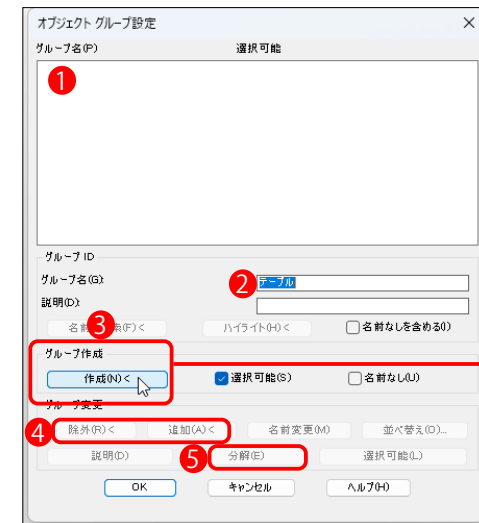 オブジェクト グループ設定
グループ名(P) 選択可能
1
グループ ID
グループ名(G): 2 テーブル
説明(D):
3
名前 索(F) < ハイライト(H) < 名前なしを含める(I)
グループ作成
作成(N) < 選択可能(S) 名前なし(U)
グループ変更
4 除外(R) < 追加(A) < 名前変更(M) 並べ替え(O)...
説明(D) 5 分解(E) 選択可能(L)
OK キャンセル ヘルプ(H)